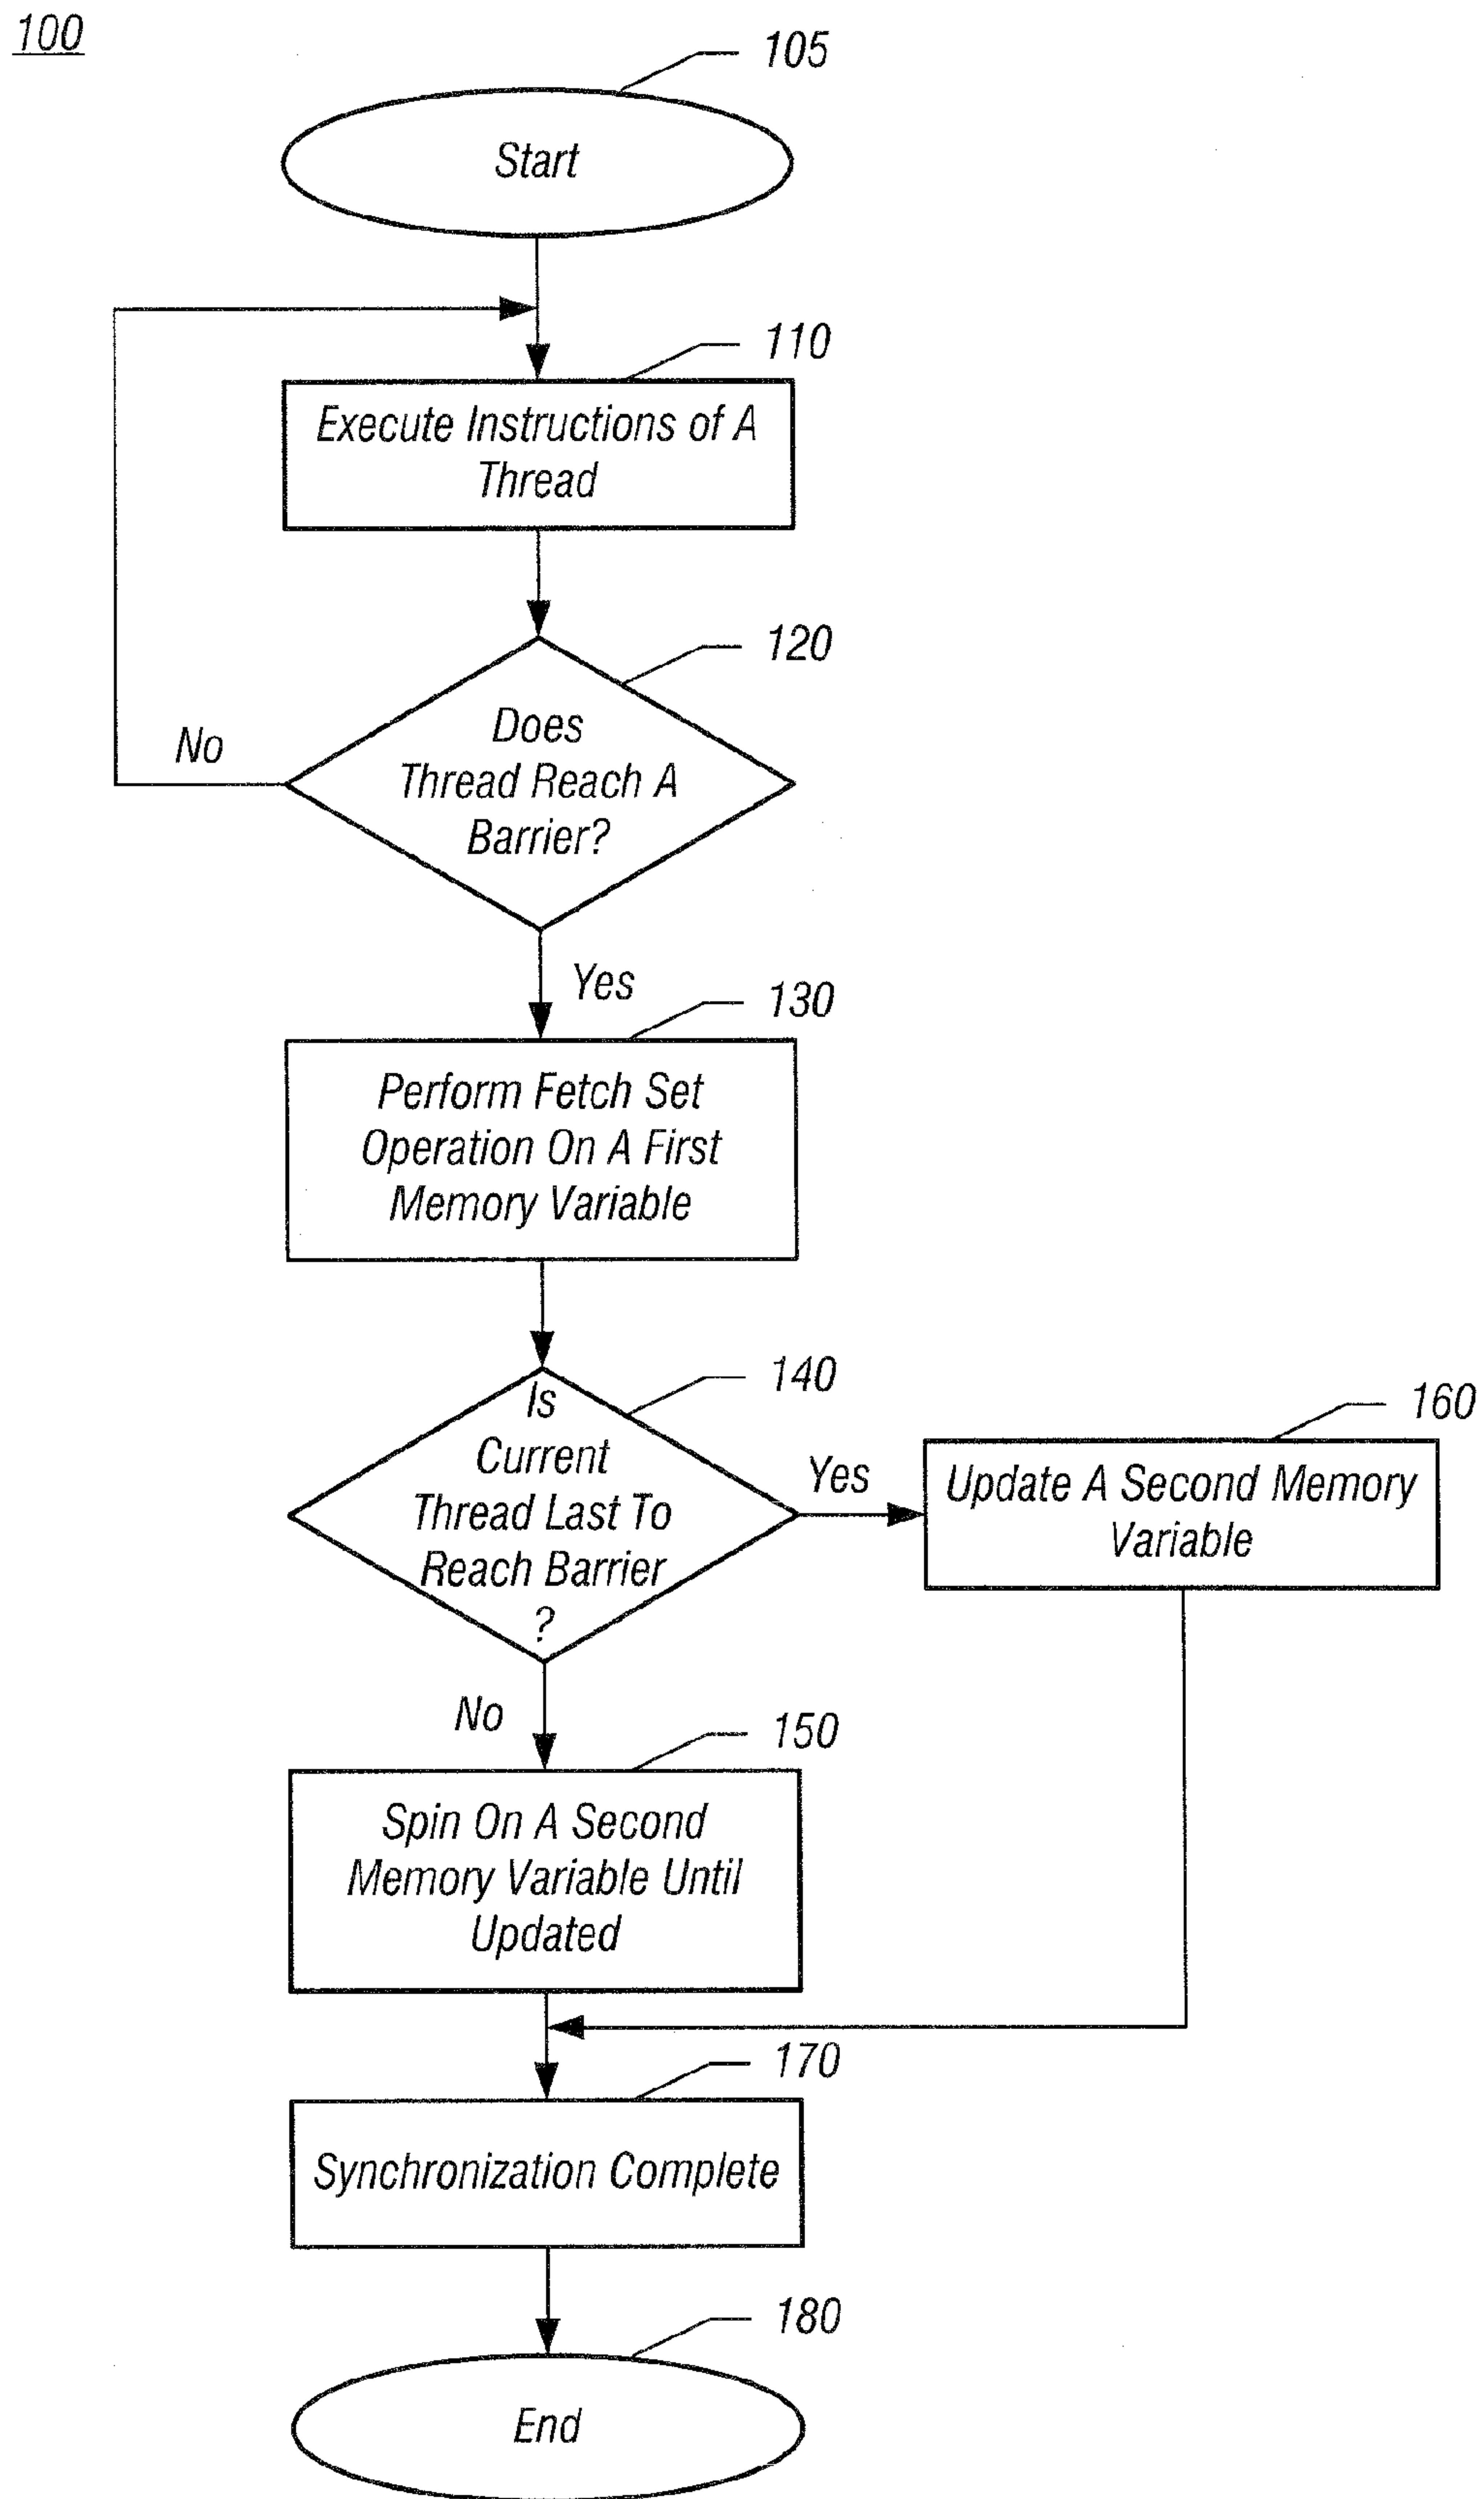 100
105
Start
110
Execute Instructions of A
Thread
120
Does
Thread Reach A
Barrier?
No
Yes
130
Perform Fetch Set
Operation On A First
Memory Variable
140
Is
Current
Thread Last To
Reach Barrier
?
Yes
160
Update A Second Memory
Variable
No
150
Spin On A Second
Memory Variable Until
Updated
170
Synchronization Complete
180
End